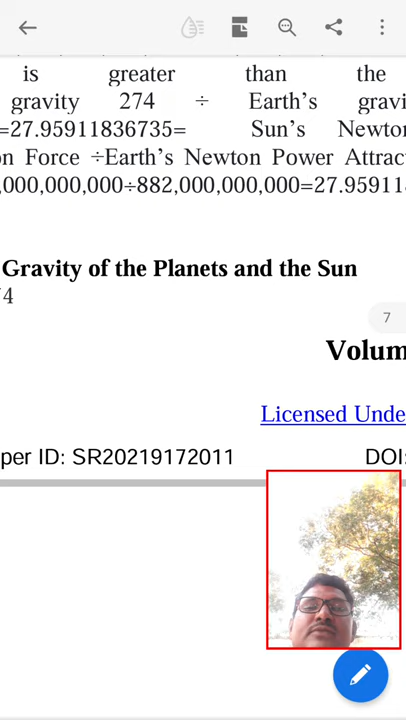 is greater than the
gravity 274 ÷ Earth's gravi
=27.95911836735= Sun's Newto
on Force ÷Earth's Newton Power Attrac
,000,000,000÷882,000,000,000=27.95911
Gravity of the Planets and the Sun
74
7
Volum
Licensed Unde
per ID: SR20219172011 DOI: